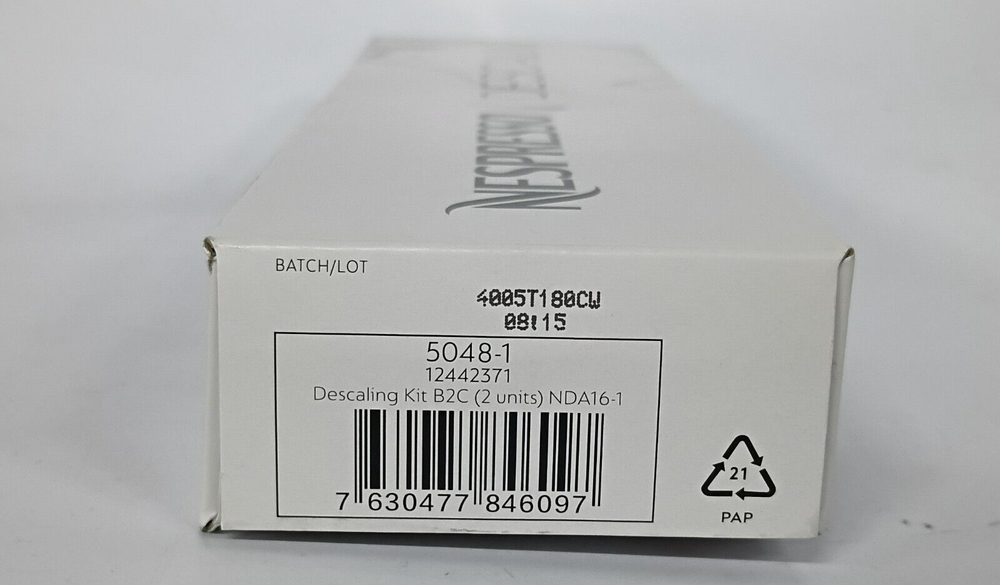 NESPRESSO
BATCH/LOT
4005T180CW
08:15
5048-1
12442371
Descaling Kit B2C (2 units) NDA16-1
7 630477 846097
21
PAP